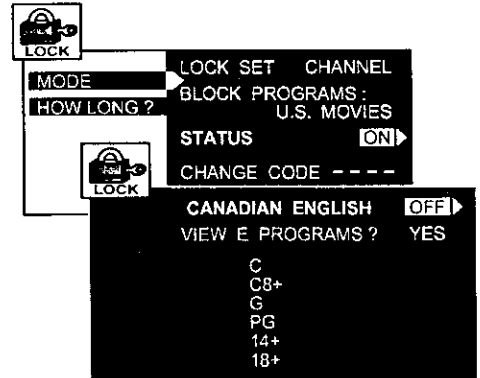 LOCK
MODE
HOW LONG ?
LOCK SET CHANNEL
BLOCK PROGRAMS :
U.S. MOVIES
STATUS ON
CHANGE CODE ----
LOCK
CANADIAN ENGLISH OFF
VIEW E PROGRAMS ? YES
C
C8+
G
PG
14+
18+